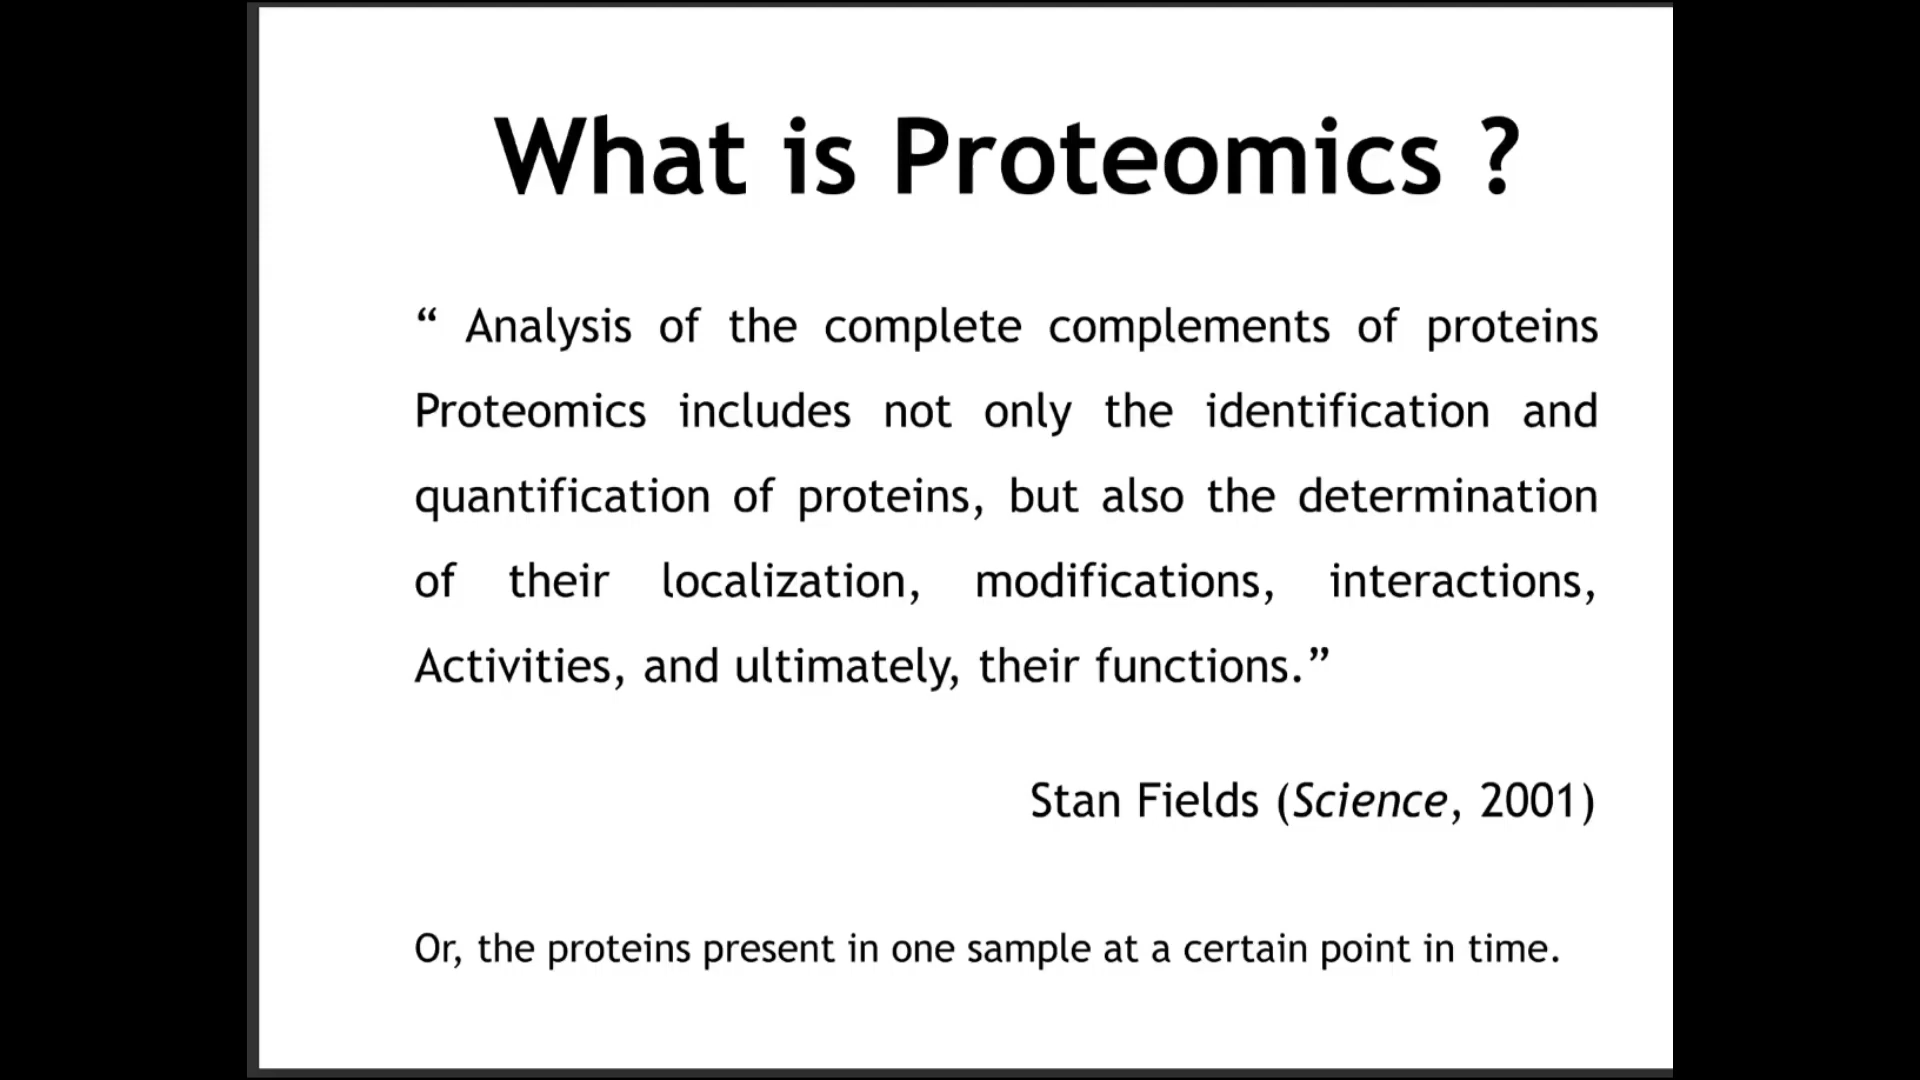 What is Proteomics ?
“ Analysis of the complete complements of proteins
Proteomics includes not only the identification and
quantification of proteins, but also the determination
of their localization, modifications, interactions,
Activities, and ultimately, their functions.”
Stan Fields (Science, 2001)
Or, the proteins present in one sample at a certain point in time.